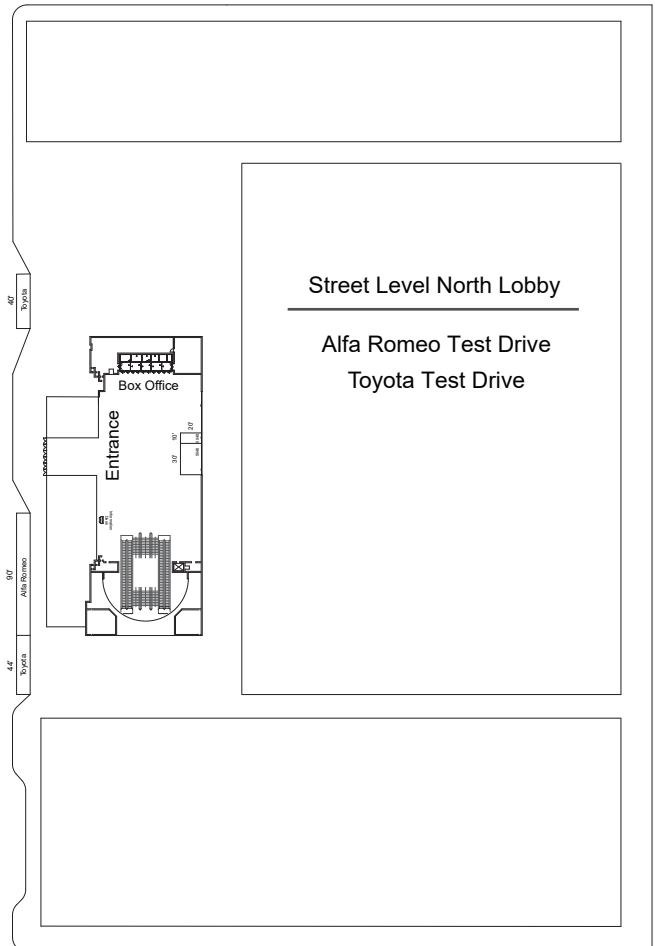 Street Level North Lobby
Alfa Romeo Test Drive
Toyota Test Drive
40'
Toyota
Box Office
Entrance
20'
10'
30'
Information
90'
Alfa Romeo
44'
Toyota